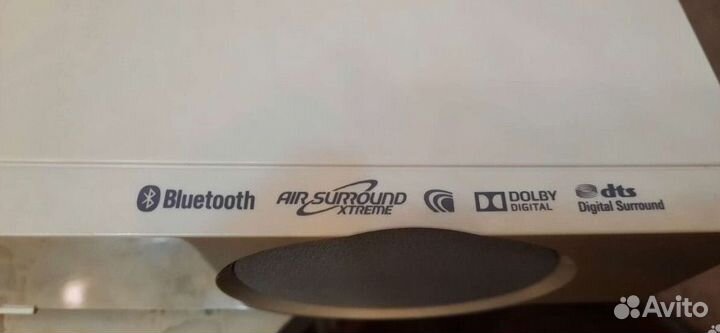 Bluetooth
AIR SURROUND
XTREME
DOLBY
DIGITAL
dts
Digital Surround
Avito